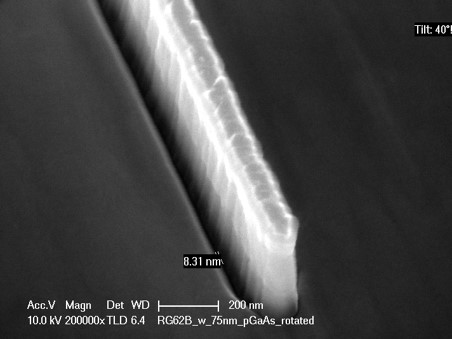 Tilt: 40°
8.31 nm
Acc.V Magn Det WD 200 nm
10.0 kV 200000x TLD 6.4 RG62B_w_75nm_pGaAs_rotated